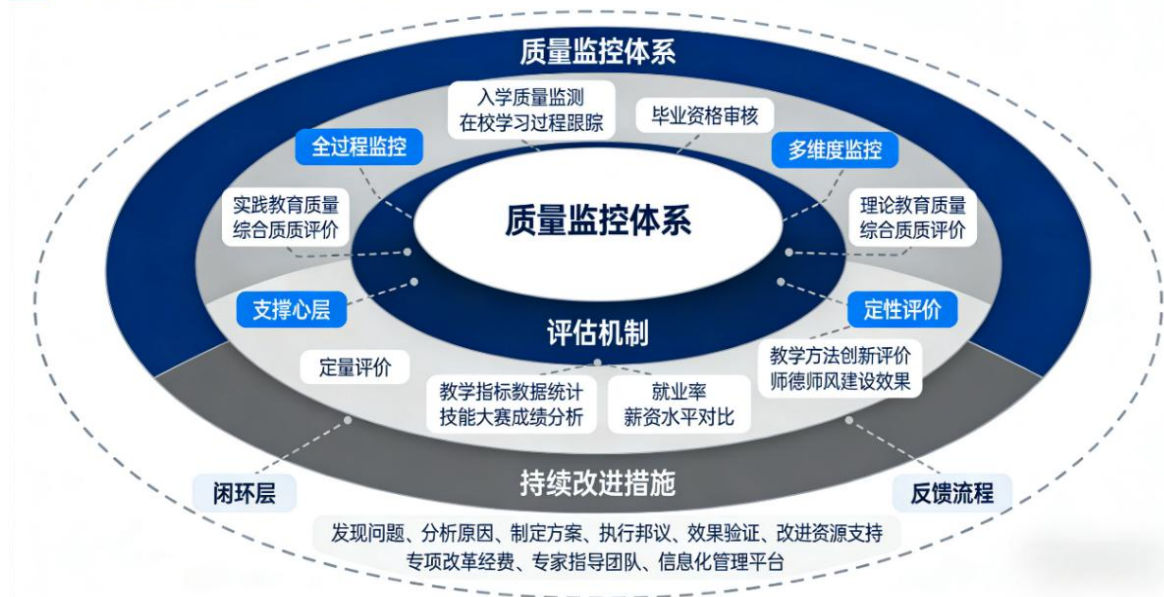 质量监控体系
入学质量监测
在校学习过程跟踪
毕业资格审核
全过程监控
多维度监控
实践教育质量
综合质质评价
质量监控体系
理论教育质量
综合质质评价
支撑心层
定性评价
评估机制
定量评价
教学方法创新评价
师德师风建设效果
教学指标数据统计
技能大赛成绩分析
就业率
薪资水平对比
持续改进措施
闭环层
反馈流程
发现问题、分析原因、制定方案、执行邦议、效果验证、改进资源支持
专项改革经费、专家指导团队、信息化管理平台